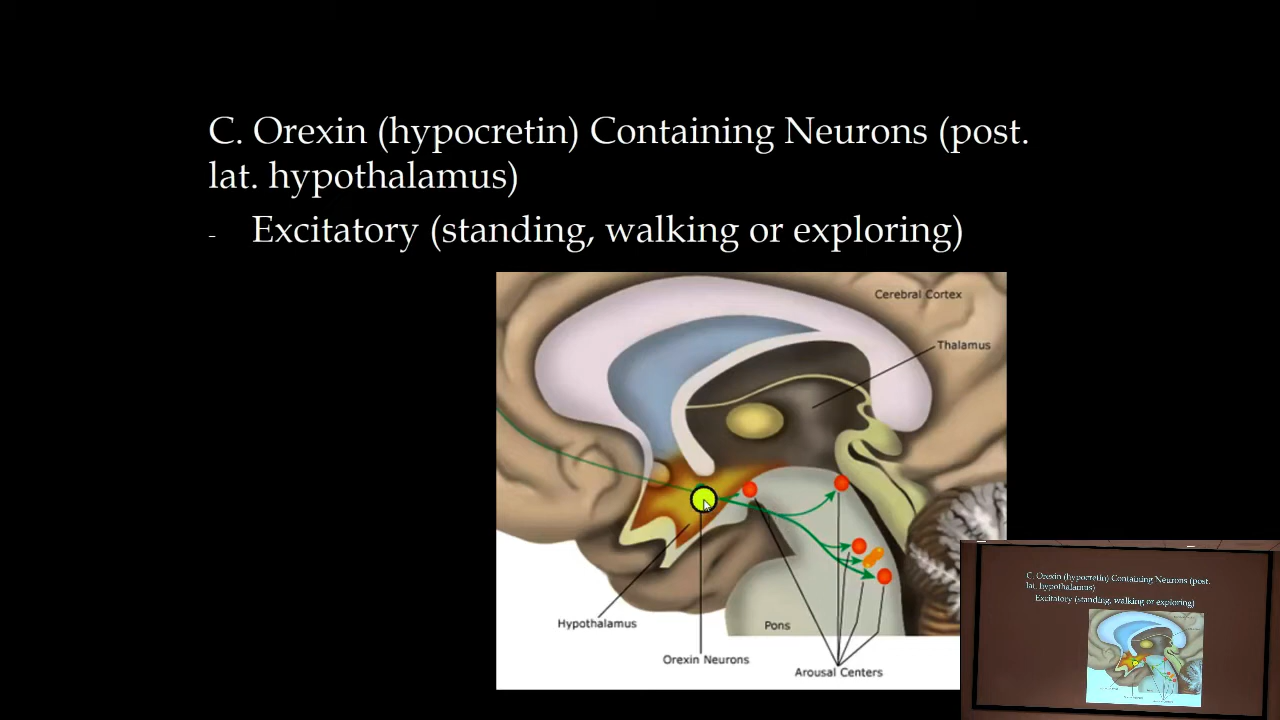 C. Orexin (hypocretin) Containing Neurons (post.
lat. hypothalamus)
- Excitatory (standing, walking or exploring)
Cerebral Cortex
Thalamus
Hypothalamus
Pons
Orexin Neurons
Arousal Centers
C. Orexin (hypocretin) Containing Neurons (post.
lat. hypothalamus)
Excitatory (standing, walking or exploring)